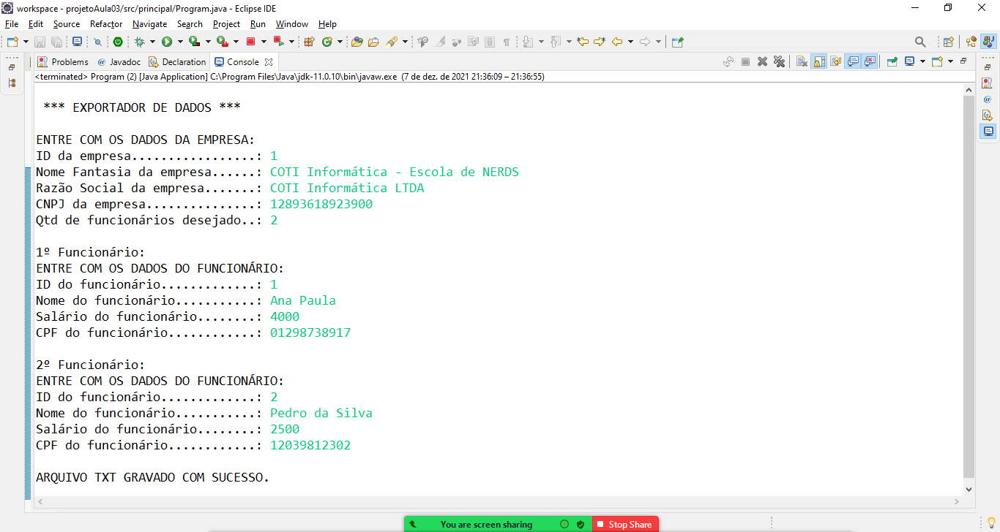 workspace - projetoAula03/src/principal/Program.java - Eclipse IDE
File Edit Source Refactor Navigate Search Project Run Window Help
Problems @ Javadoc Declaration Console
<terminated> Program (2) [Java Application] C:\Program Files\Java\jdk-11.0.10\bin\javaw.exe (7 de dez. de 2021 21:36:09 – 21:36:55)
*** EXPORTADOR DE DADOS ***
ENTRE COM OS DADOS DA EMPRESA:
ID da empresa.................: 1
Nome Fantasia da empresa......: COTI Informática - Escola de NERDS
Razão Social da empresa.......: COTI Informática LTDA
CNPJ da empresa...............: 12893618923900
Qtd de funcionários desejado..: 2
1º Funcionário:
ENTRE COM OS DADOS DO FUNCIONÁRIO:
ID do funcionário.............: 1
Nome do funcionário...........: Ana Paula
Salário do funcionário........: 4000
CPF do funcionário............: 01298738917
2º Funcionário:
ENTRE COM OS DADOS DO FUNCIONÁRIO:
ID do funcionário.............: 2
Nome do funcionário...........: Pedro da Silva
Salário do funcionário........: 2500
CPF do funcionário............: 12039812302
ARQUIVO TXT GRAVADO COM SUCESSO.
You are screen sharing Stop Share